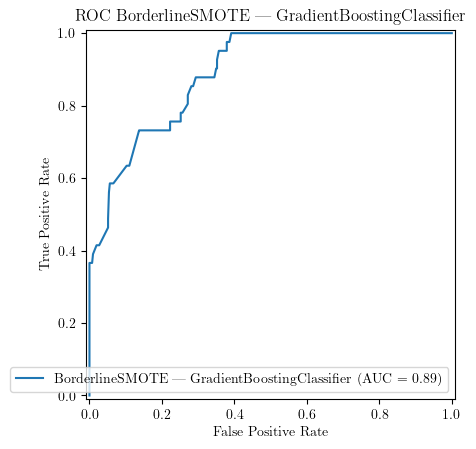 ROC BorderlineSMOTE — GradientBoostingClassifier
1.0
0.8
0.6
0.4
0.2
0.0
True Positive Rate
BorderlineSMOTE — GradientBoostingClassifier (AUC = 0.89)
0.0 0.2 0.4 0.6 0.8 1.0
False Positive Rate